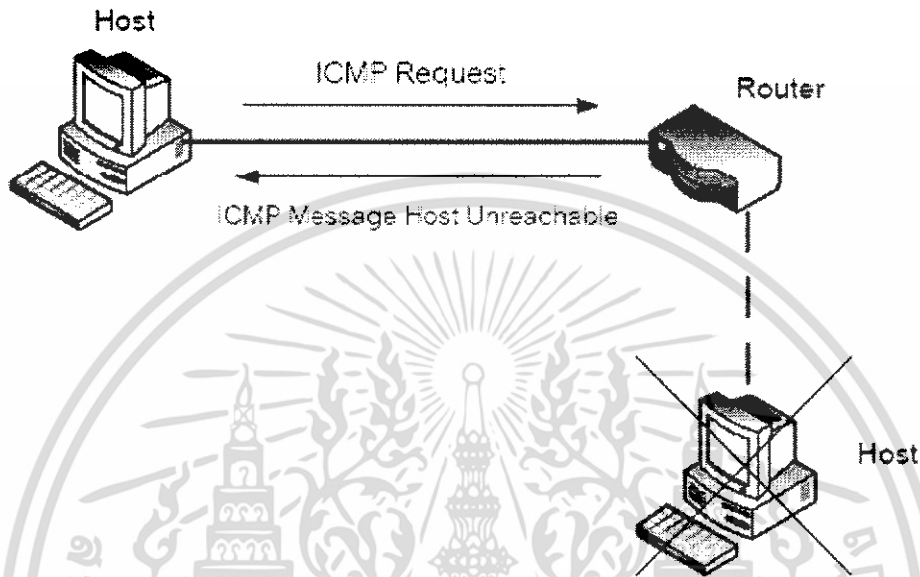 Host
ICMP Request
Router
ICMP Message Host Unreachable
Host